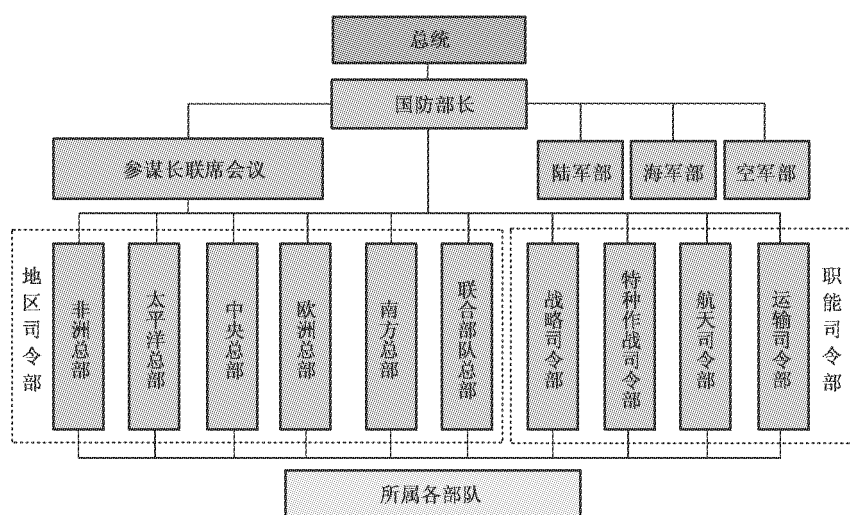 总统
国防部长
参谋长联席会议
陆军部
海军部
空军部
地区司令部
非洲总部
太平洋总部
中央总部
欧洲总部
南方总部
联合部队总部
战略司令部
特种作战司令部
航天司令部
运输司令部
职能司令部
所属各部队